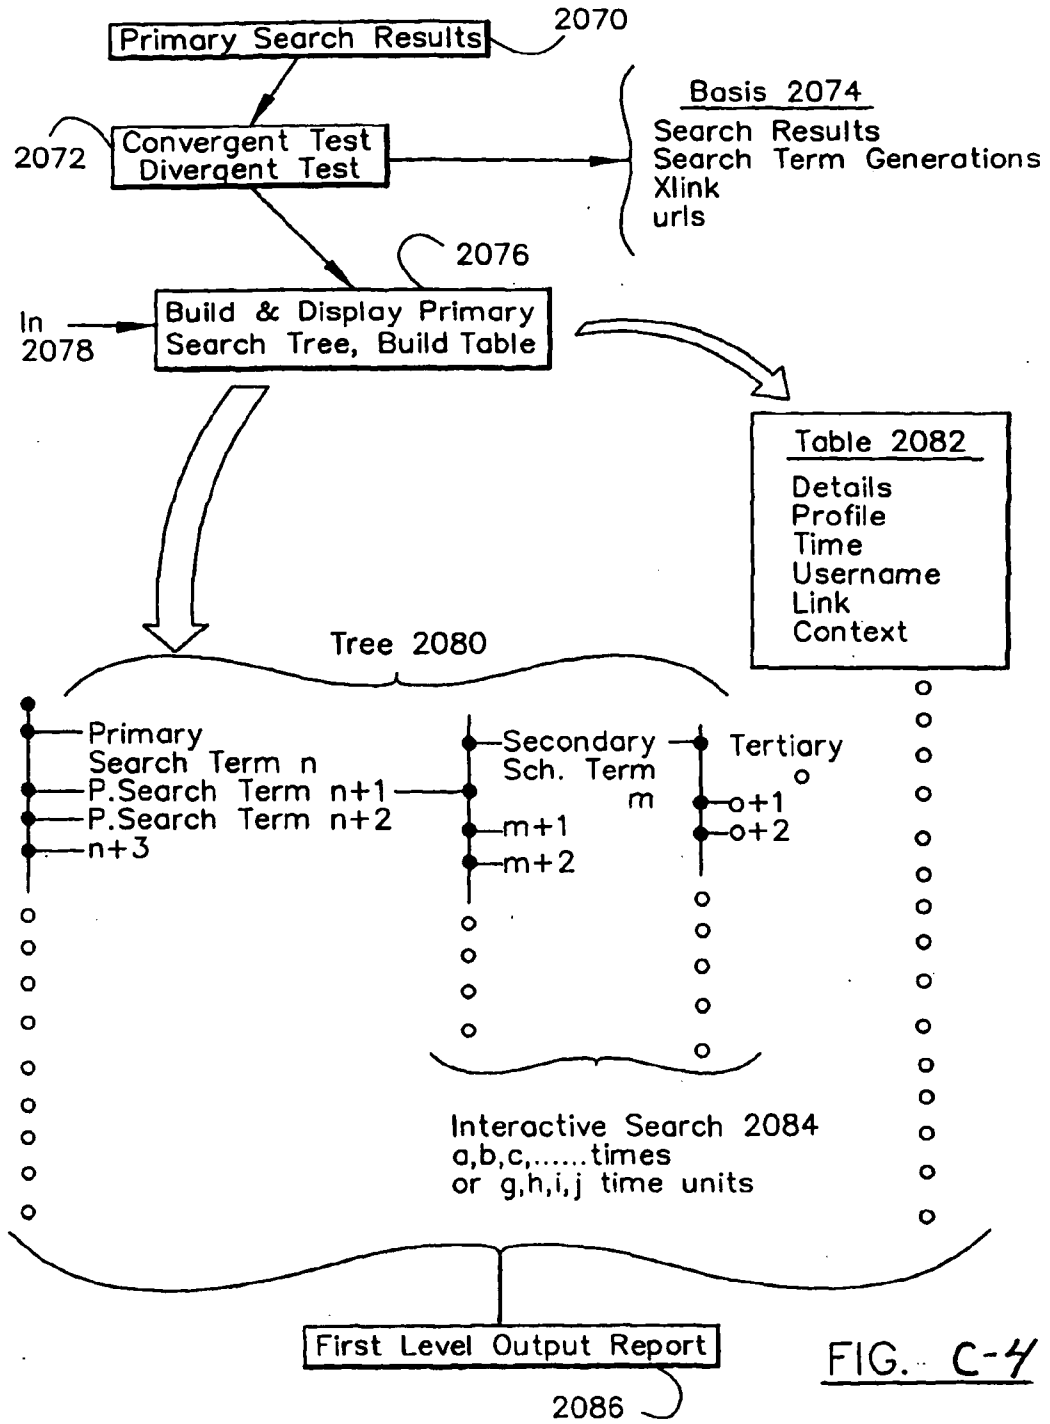 2070
Primary Search Results
Basis 2074
Search Results
Search Term Generations
Xlink
urls
2072
Convergent Test
Divergent Test
2076
In
2078
Build & Display Primary
Search Tree, Build Table
Table 2082
Details
Profile
Time
Username
Link
Context
Tree 2080
Primary
Search Term n
P.Search Term n+1
P.Search Term n+2
n+3
Secondary
Sch. Term
m
m+1
m+2
Tertiary
o
o+1
o+2
Interactive Search 2084
a,b,c,......times
or g,h,i,j time units
First Level Output Report
2086
FIG. C-4